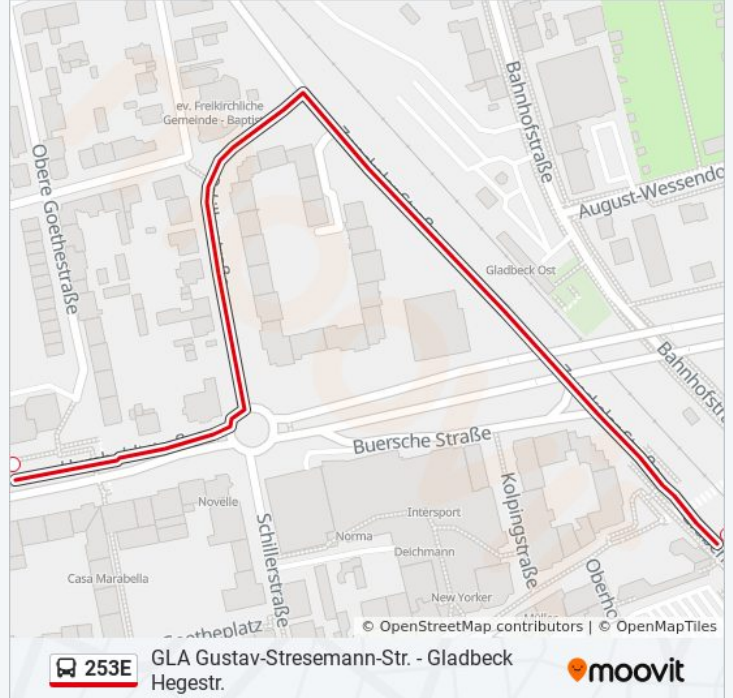 ev. Freikirchliche
Gemeinde - Baptis
Bahnhofstraße
Obere Goethestraße
August-Wessendo
Gladbeck Ost
Bahnhofstr
Buersche Straße
Novelle
Schillerstraße
Intersport
Norma
Deichmann
Kolpingstraße
Casa Marabella
New Yorker
Oberho
Goetheplatz
© OpenStreetMap contributors | © OpenMapTiles
253E
GLA Gustav-Stresemann-Str. - Gladbeck
Hegestr.
moovit